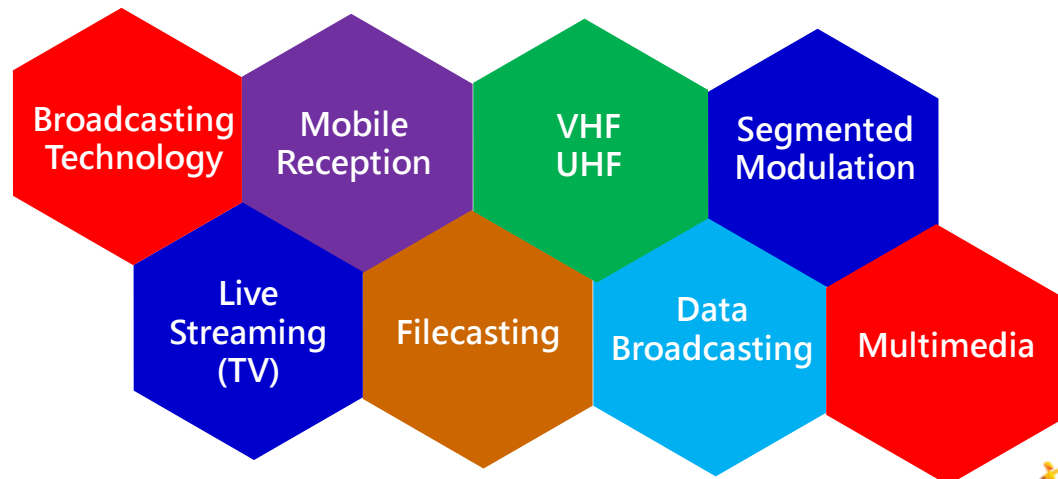 Broadcasting
Technology
Mobile
Reception
VHF
UHF
Segmented
Modulation
Live
Streaming
(TV)
Filecasting
Data
Broadcasting
Multimedia